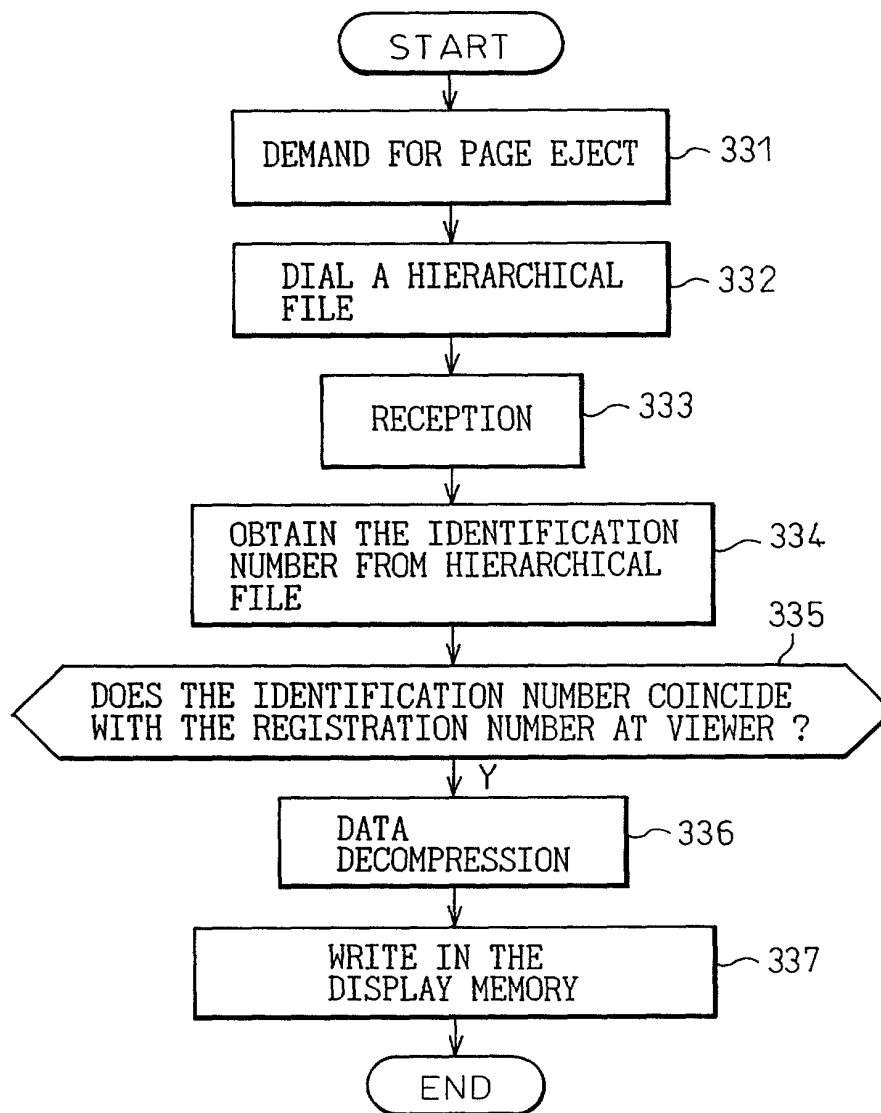 START
DEMAND FOR PAGE EJECT
331
DIAL A HIERARCHICAL
FILE
332
RECEPTION
333
OBTAIN THE IDENTIFICATION
NUMBER FROM HIERARCHICAL
FILE
334
335
DOES THE IDENTIFICATION NUMBER COINCIDE
WITH THE REGISTRATION NUMBER AT VIEWER ?
Y
DATA
DECOMPRESSION
336
WRITE IN THE
DISPLAY MEMORY
337
END